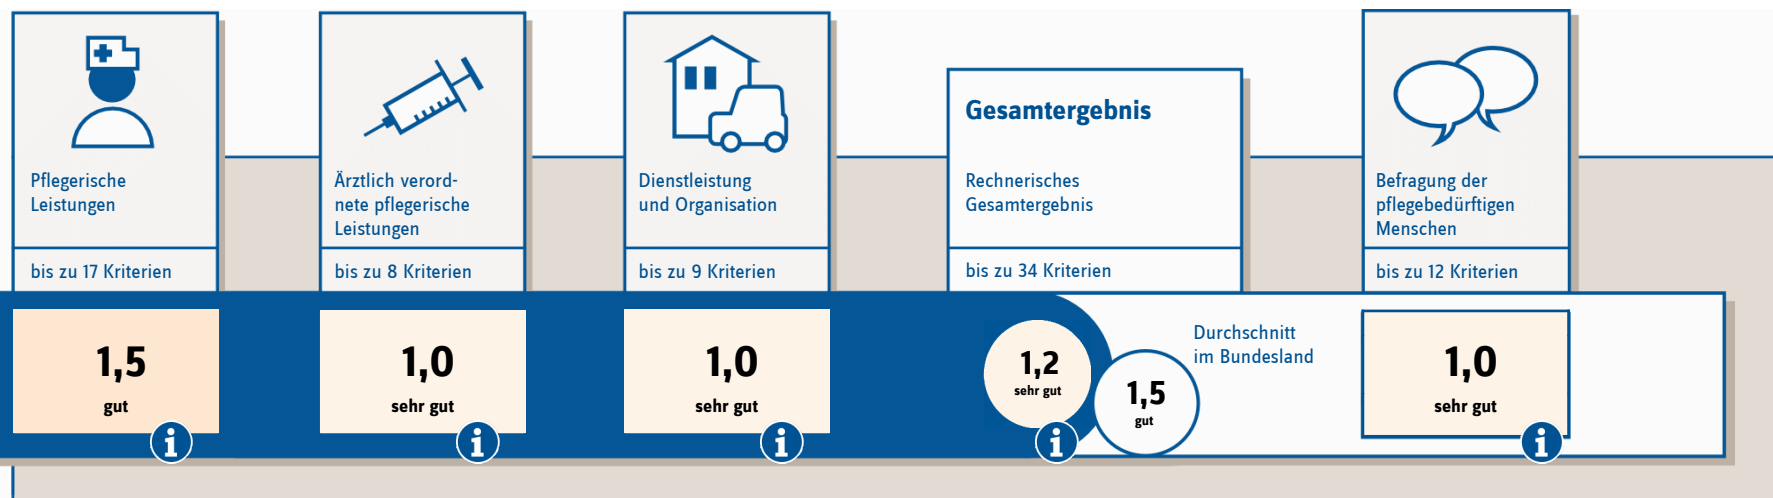 Pflegerische
Leistungen
bis zu 17 Kriterien
1,5
gut
i
Ärztlich verord-
nete pflegerische
Leistungen
bis zu 8 Kriterien
1,0
sehr gut
i
Dienstleistung
und Organisation
bis zu 9 Kriterien
1,0
sehr gut
i
Gesamtergebnis
Rechnerisches
Gesamtergebnis
bis zu 34 Kriterien
1,2
sehr gut
i
1,5
gut
Durchschnitt
im Bundesland
Befragung der
pflegebedürftigen
Menschen
bis zu 12 Kriterien
1,0
sehr gut
i